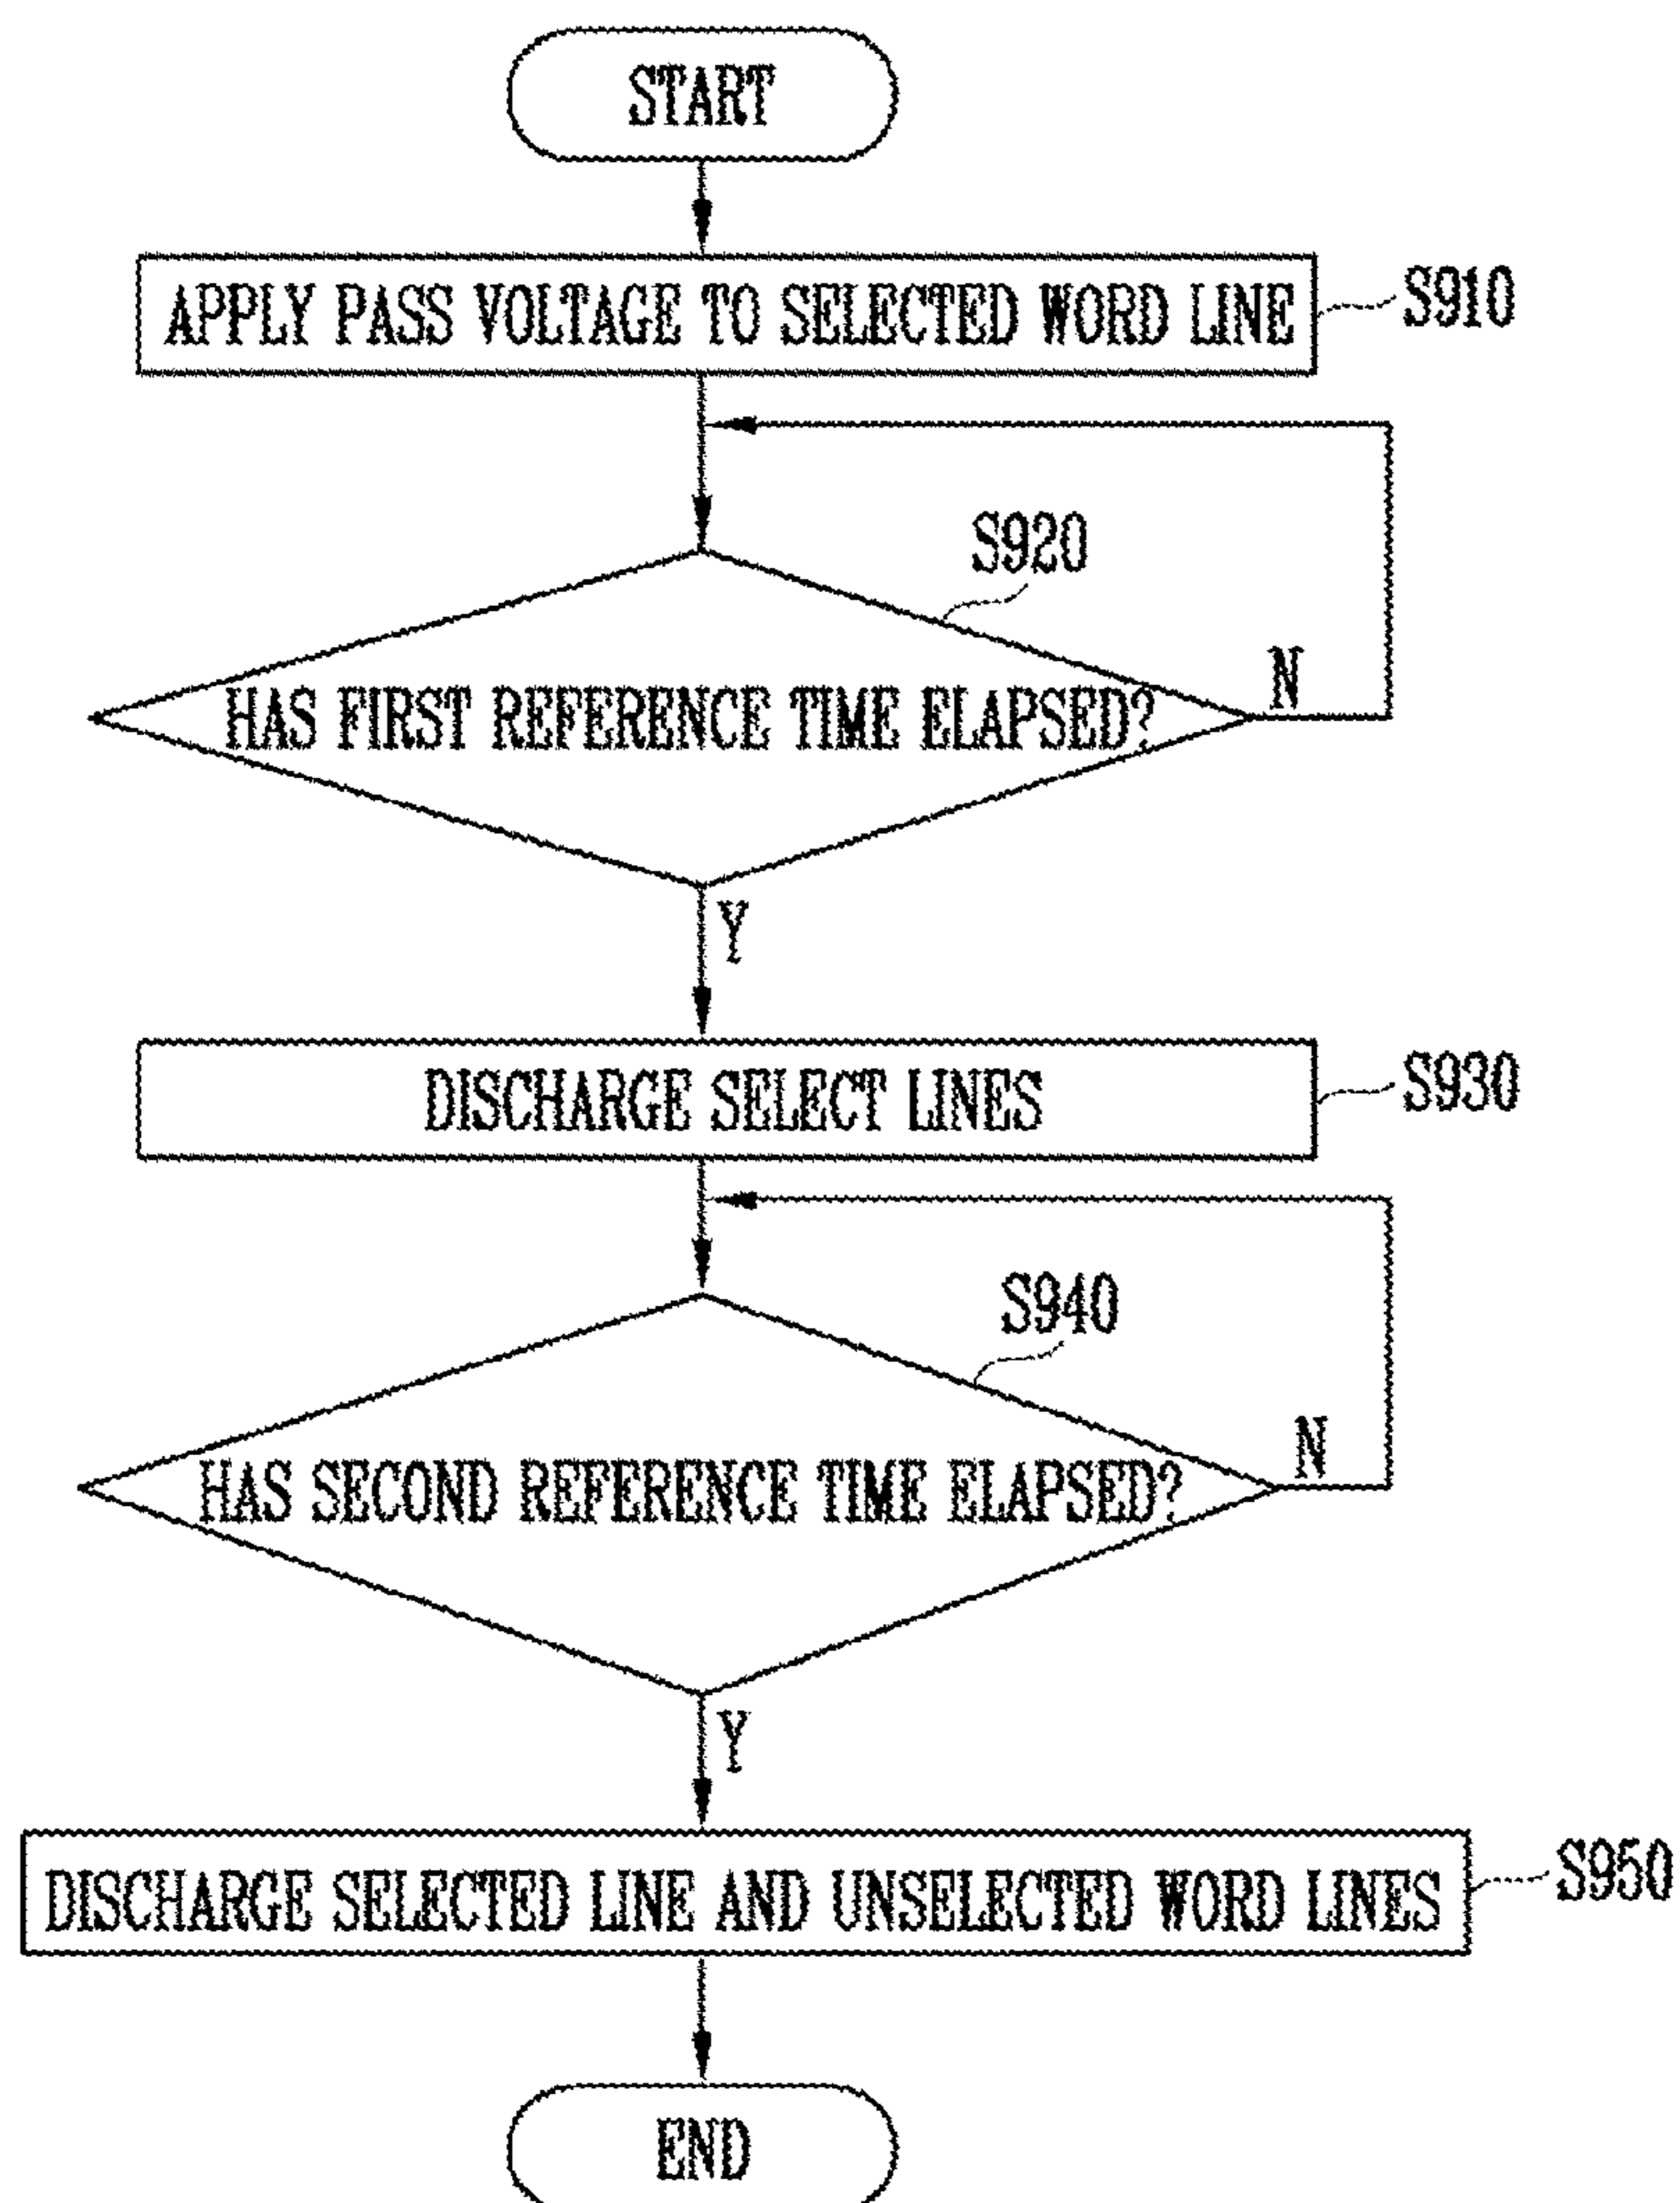 START
APPLY PASS VOLTAGE TO SELECTED WORD LINE
S910
S920
HAS FIRST REFERENCE TIME ELAPSED?
N
Y
DISCHARGE SELECT LINES
S930
S940
HAS SECOND REFERENCE TIME ELAPSED?
N
Y
DISCHARGE SELECTED LINE AND UNSELECTED WORD LINES
S950
END